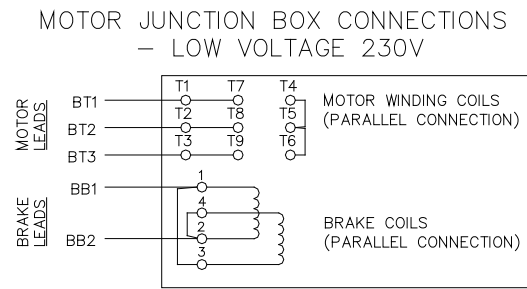 MOTOR JUNCTION BOX CONNECTIONS
– LOW VOLTAGE 230V
MOTOR
LEADS
BT1
BT2
BT3
T1 T7 T4
T2 T8 T5
T3 T9 T6
MOTOR WINDING COILS
(PARALLEL CONNECTION)
BRAKE
LEADS
BB1
BB2
1
4
2
3
BRAKE COILS
(PARALLEL CONNECTION)